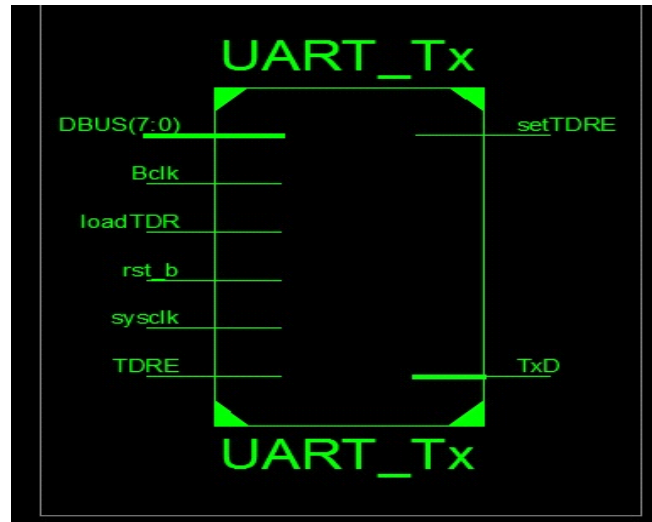 UART_Tx
DBUS(7:0)
setTDRE
Bclk
loadTDR
rst_b
sysclk
TDRE
TxD
UART_Tx